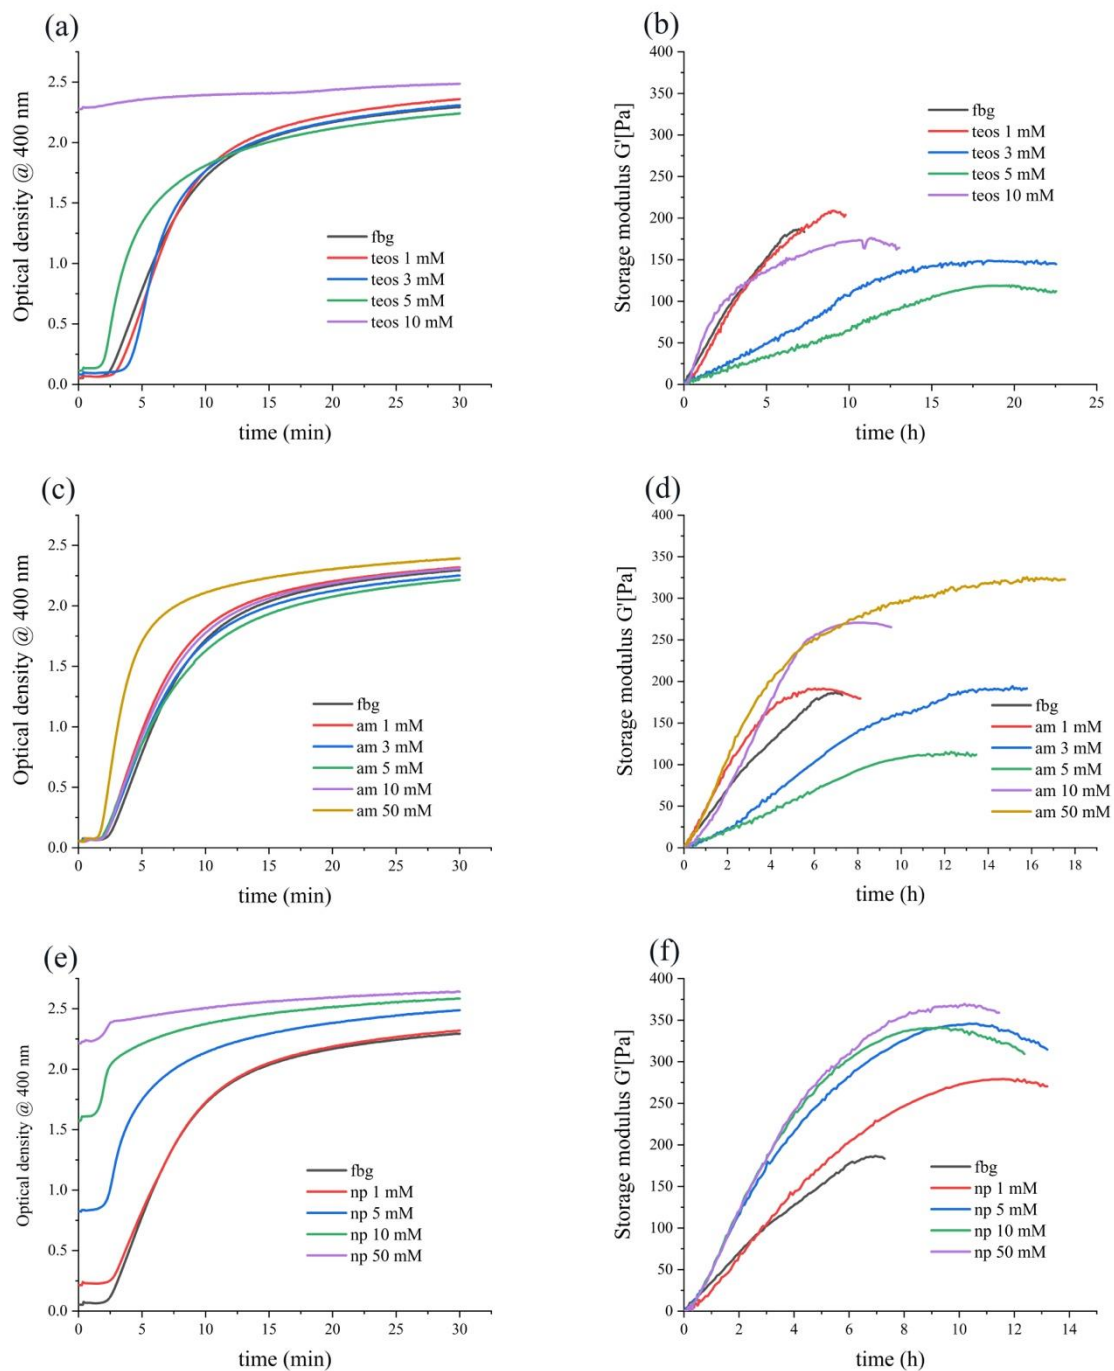 (a)
Optical density @ 400 nm
2.5
2.0
1.5
1.0
0.5
0.0
fbg
teos 1 mM
teos 3 mM
teos 5 mM
teos 10 mM
0 5 10 15 20 25 30
time (min)
(b)
Storage modulus G'[Pa]
400
350
300
250
200
150
100
50
0
fbg
teos 1 mM
teos 3 mM
teos 5 mM
teos 10 mM
0 5 10 15 20 25
time (h)
(c)
Optical density @ 400 nm
2.5
2.0
1.5
1.0
0.5
0.0
fbg
am 1 mM
am 3 mM
am 5 mM
am 10 mM
am 50 mM
0 5 10 15 20 25 30
time (min)
(d)
Storage modulus G'[Pa]
400
350
300
250
200
150
100
50
0
fbg
am 1 mM
am 3 mM
am 5 mM
am 10 mM
am 50 mM
0 2 4 6 8 10 12 14 16 18
time (h)
(e)
Optical density @ 400 nm
2.5
2.0
1.5
1.0
0.5
0.0
fbg
np 1 mM
np 5 mM
np 10 mM
np 50 mM
0 5 10 15 20 25 30
time (min)
(f)
Storage modulus G'[Pa]
400
350
300
250
200
150
100
50
0
fbg
np 1 mM
np 5 mM
np 10 mM
np 50 mM
0 2 4 6 8 10 12 14
time (h)